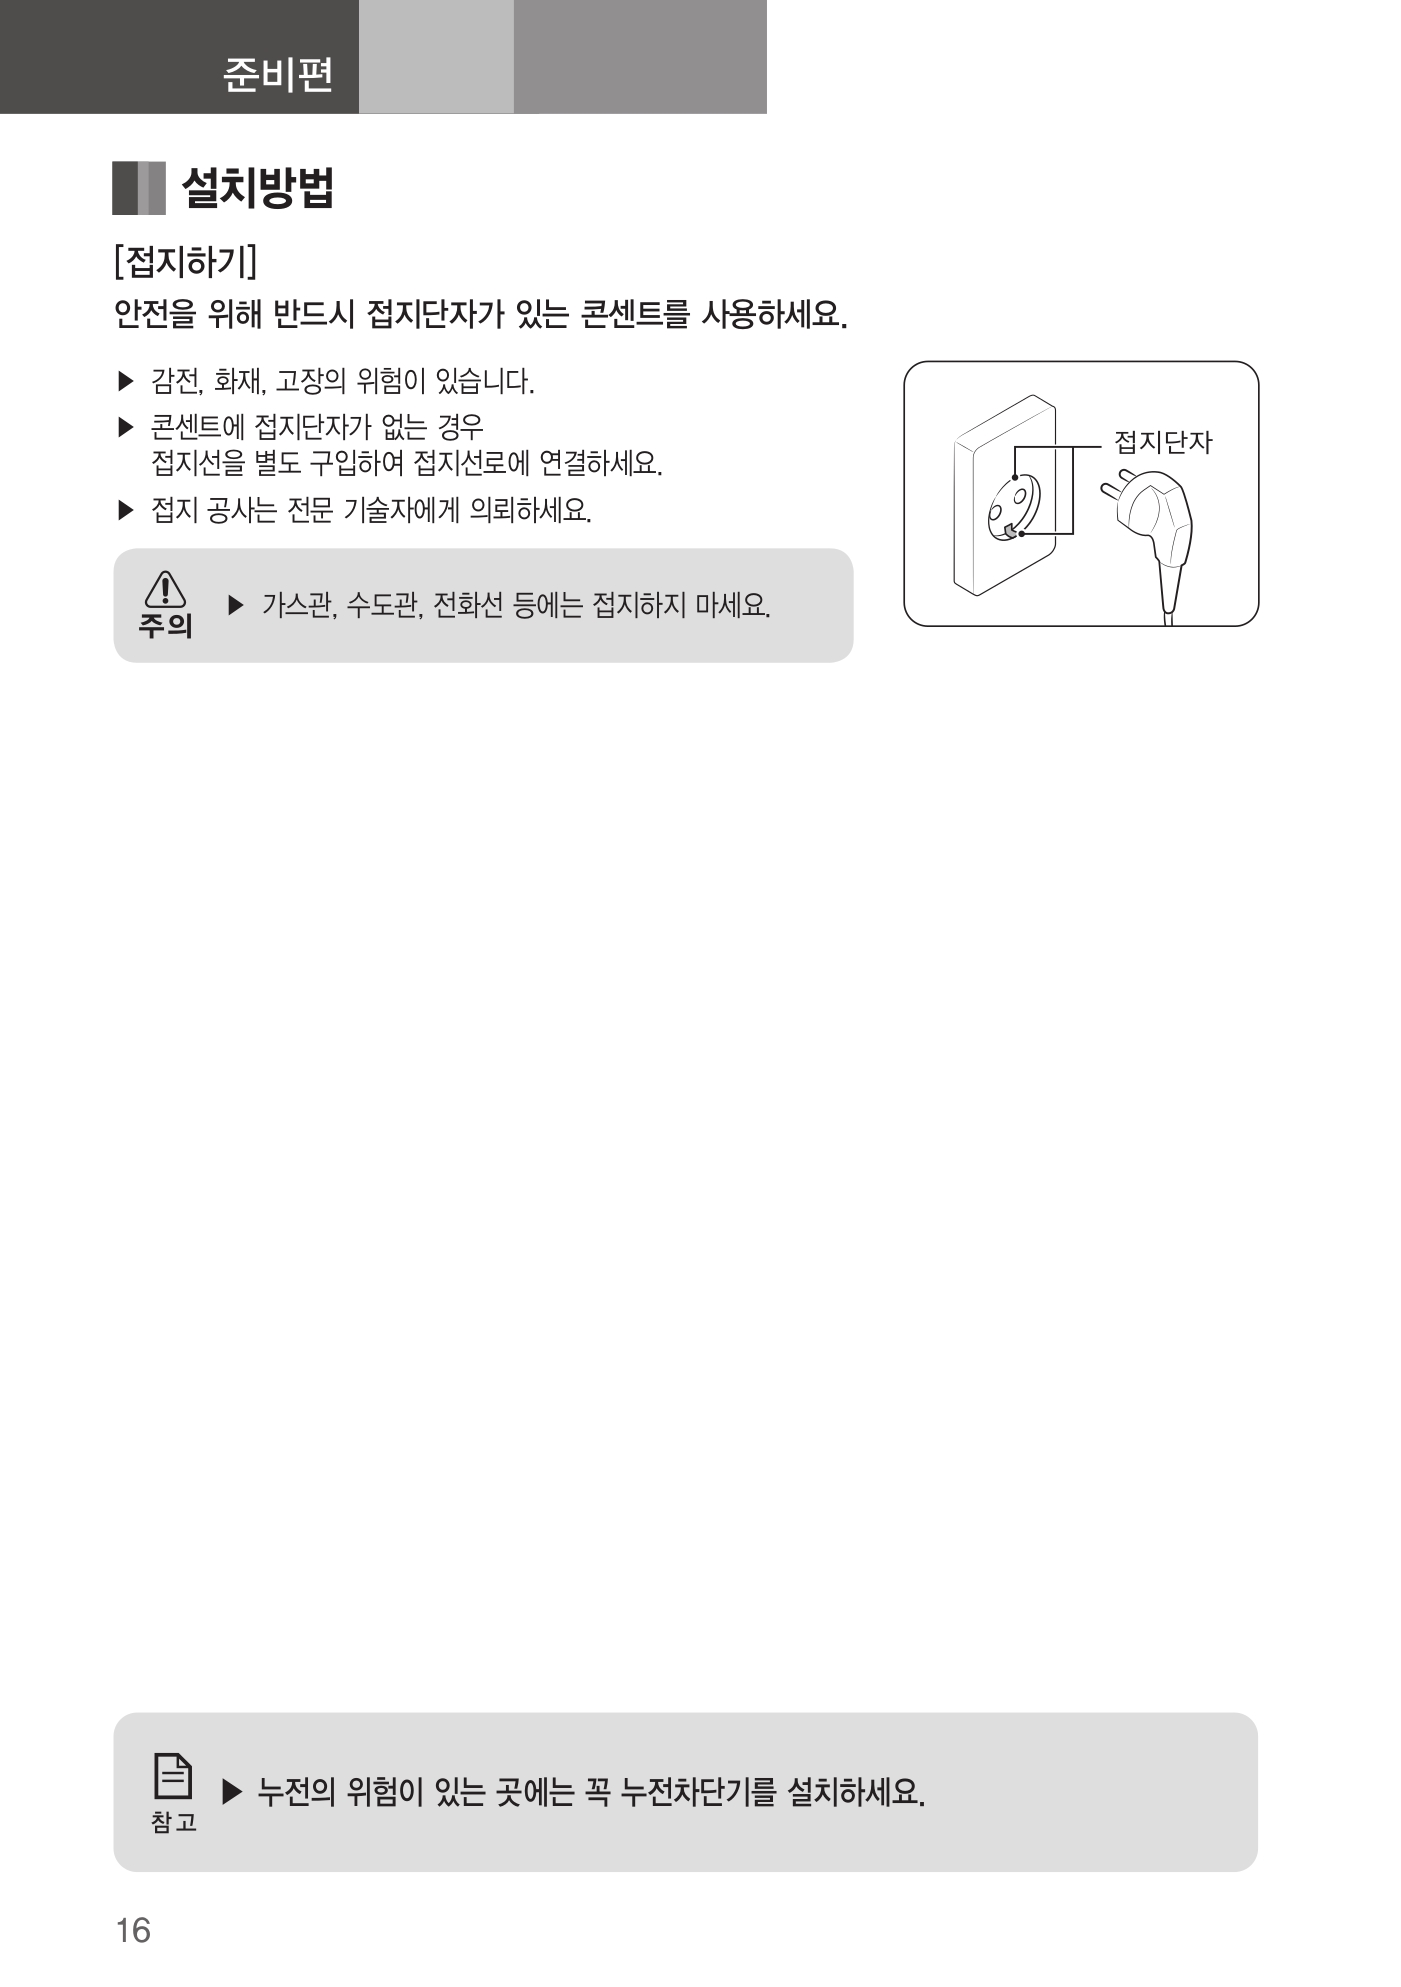 준비편
설치방법
[접지하기]
안전을 위해 반드시 접지단자가 있는 콘센트를 사용하세요.
▶ 감전, 화재, 고장의 위험이 있습니다.
▶ 콘센트에 접지단자가 없는 경우
접지선을 별도 구입하여 접지선로에 연결하세요.
▶ 접지 공사는 전문 기술자에게 의뢰하세요.
접지단자
주의
▶ 가스관, 수도관, 전화선 등에는 접지하지 마세요.
참고
▶ 누전의 위험이 있는 곳에는 꼭 누전차단기를 설치하세요.
16